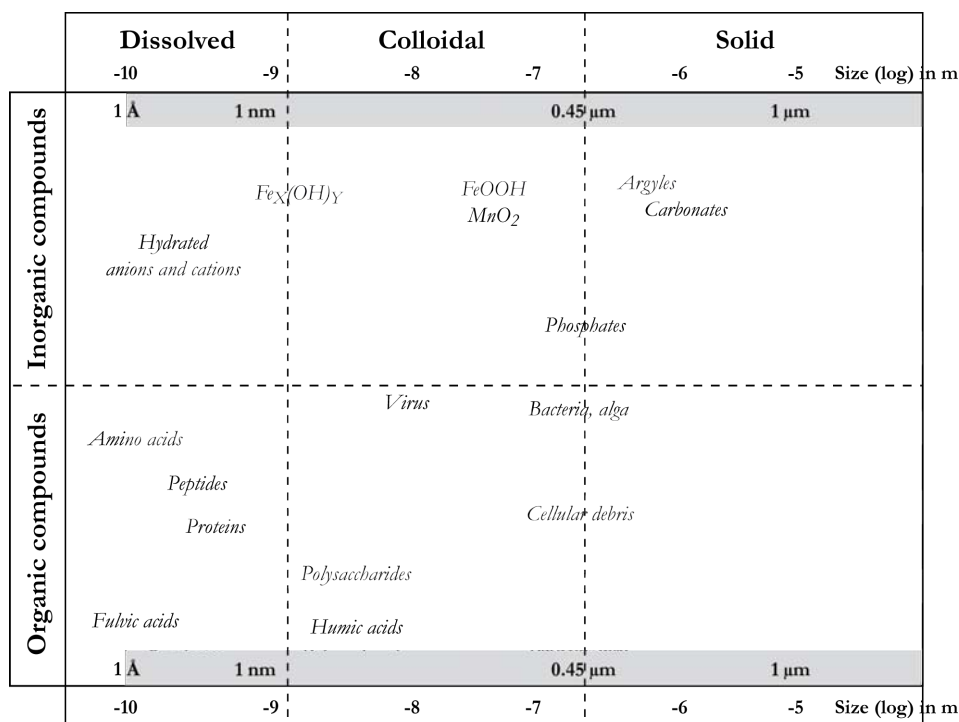 Dissolved Colloidal Solid
-10 -9 -8 -7 -6 -5 Size (log) in m
1 Å 1 nm 0.45 µm 1 µm
Inorganic compounds
FeX(OH)Y FeOOH Argyles
MnO2 Carbonates
Hydrated
anions and cations
Phosphates
Organic compounds
Virus Bacteria, alga
Amino acids
Peptides
Proteins Cellular debris
Polysaccharides
Fulvic acids Humic acids
1 Å 1 nm 0.45 µm 1 µm
-10 -9 -8 -7 -6 -5 Size (log) in m